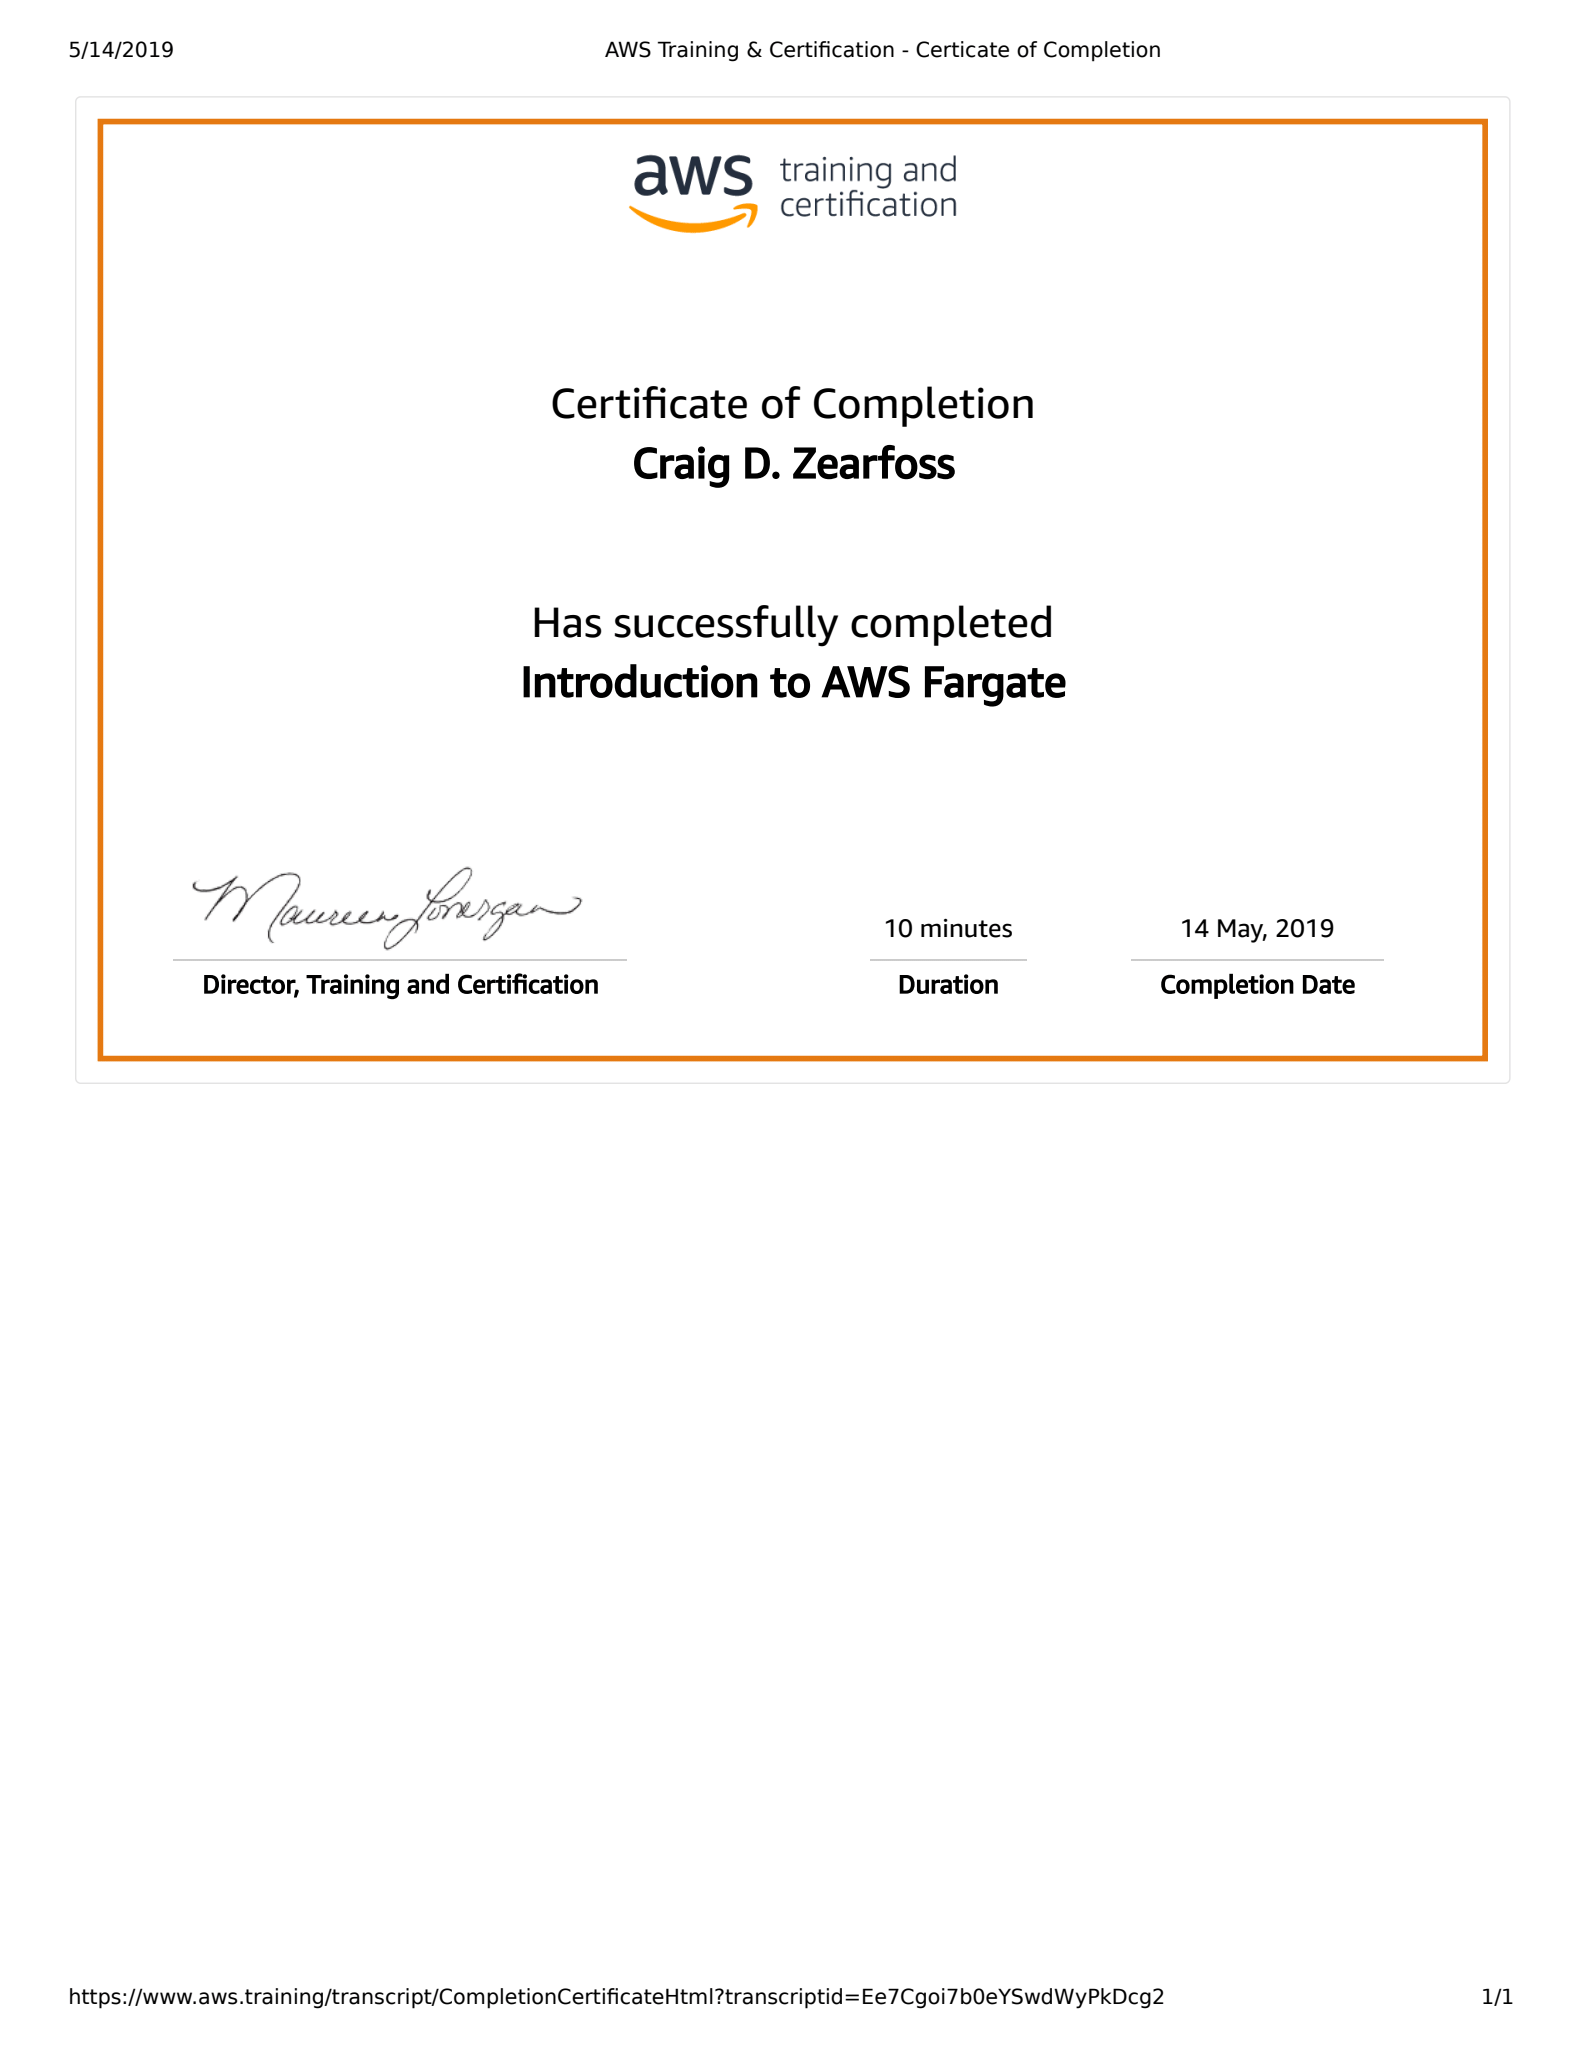 5/14/2019
AWS Training & Certification - Certicate of Completion
aws training and
certification
Certificate of Completion
Craig D. Zearfoss
Has successfully completed
Introduction to AWS Fargate
Maureen Lonergan
10 minutes
14 May, 2019
Director, Training and Certification
Duration
Completion Date
https://www.aws.training/transcript/CompletionCertificateHtml?transcriptid=Ee7Cgoi7b0eYSwdWyPkDcg2
1/1